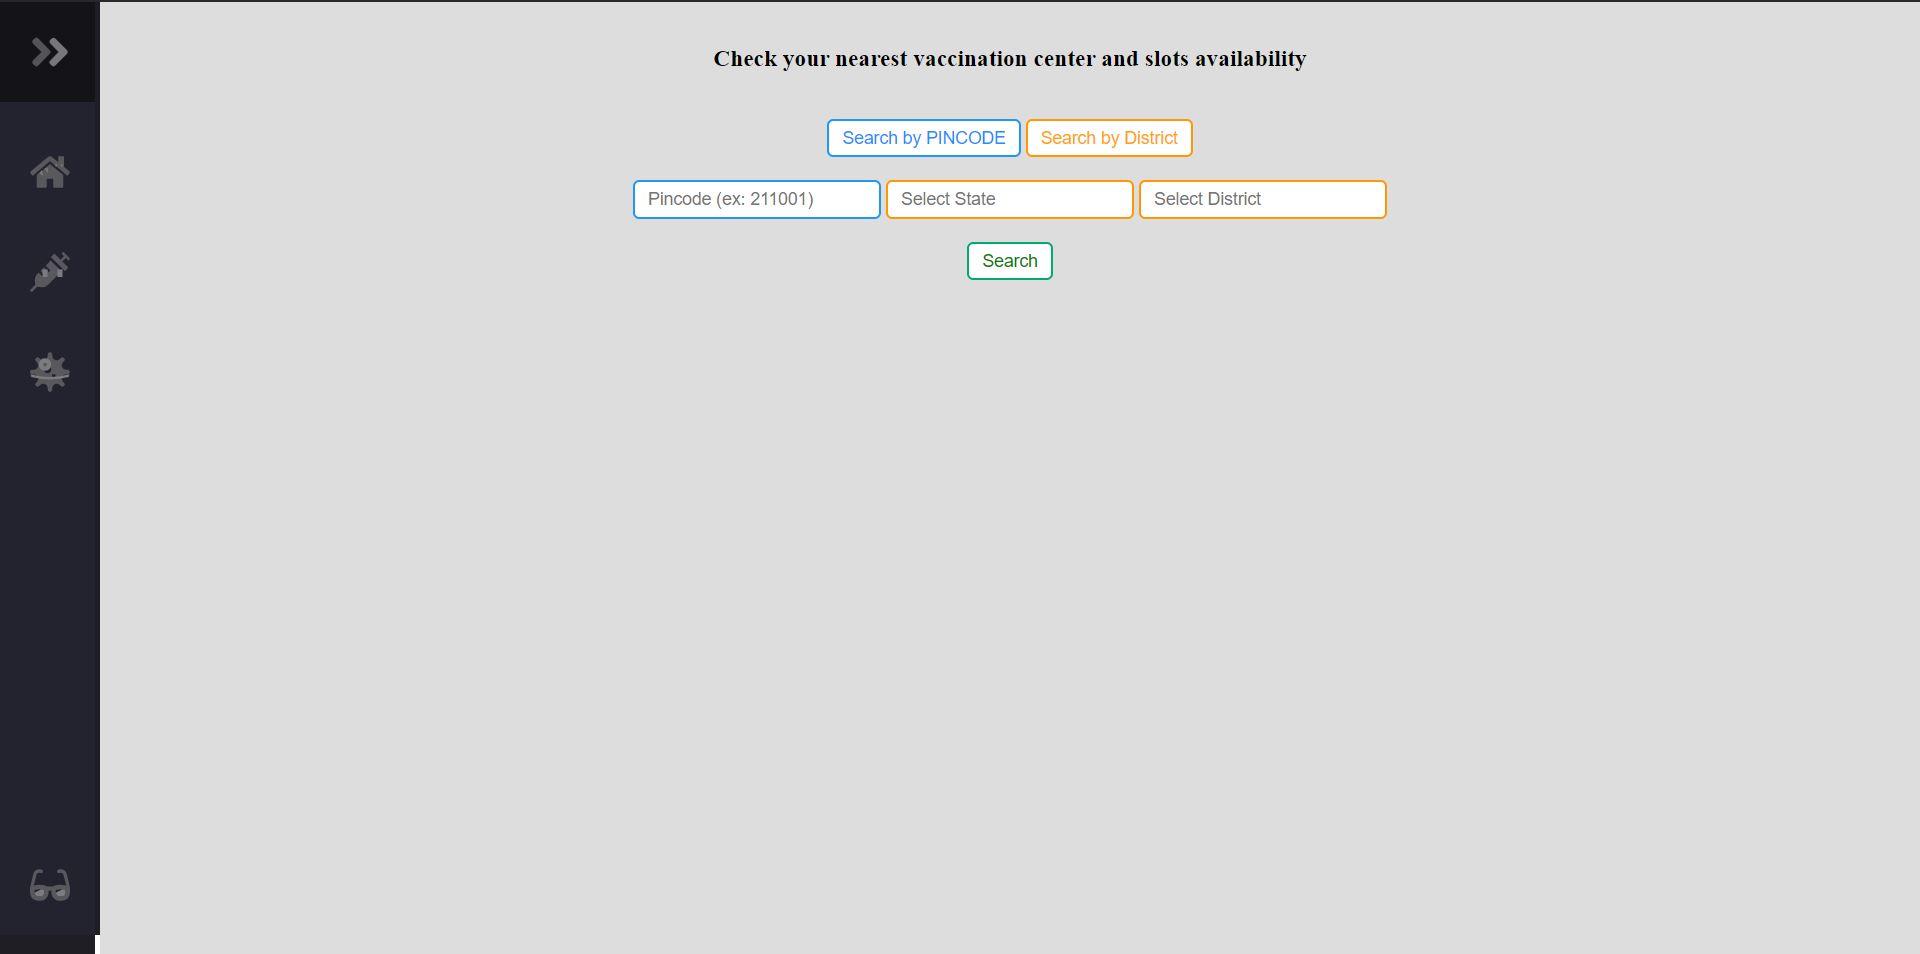 Check your nearest vaccination center and slots availability
Search by PINCODE Search by District
Pincode (ex: 211001) Select State Select District
Search